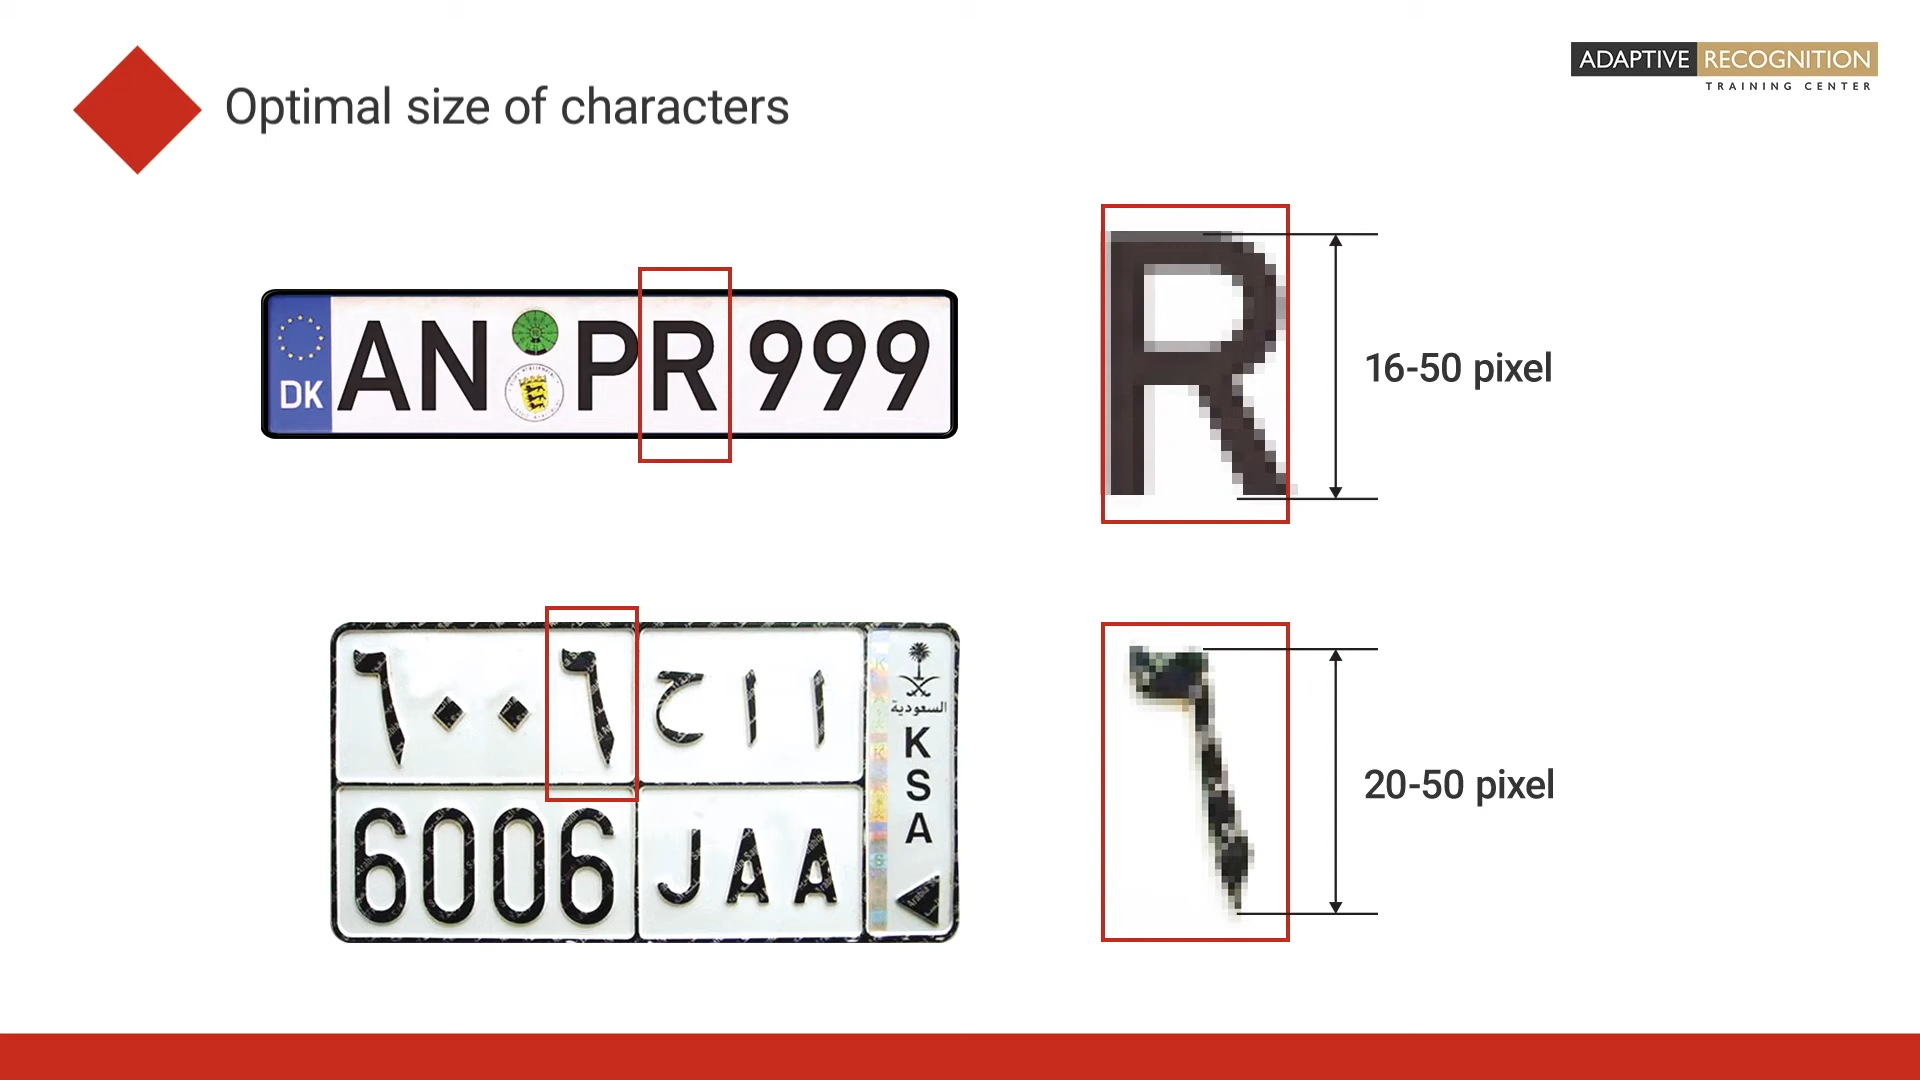 ADAPTIVE RECOGNITION
TRAINING CENTER
Optimal size of characters
DK AN PR 999
R
16-50 pixel
٦٠٠٦ ح ا ا
السعودية
K
S
A
6006 JAA
٦
20-50 pixel